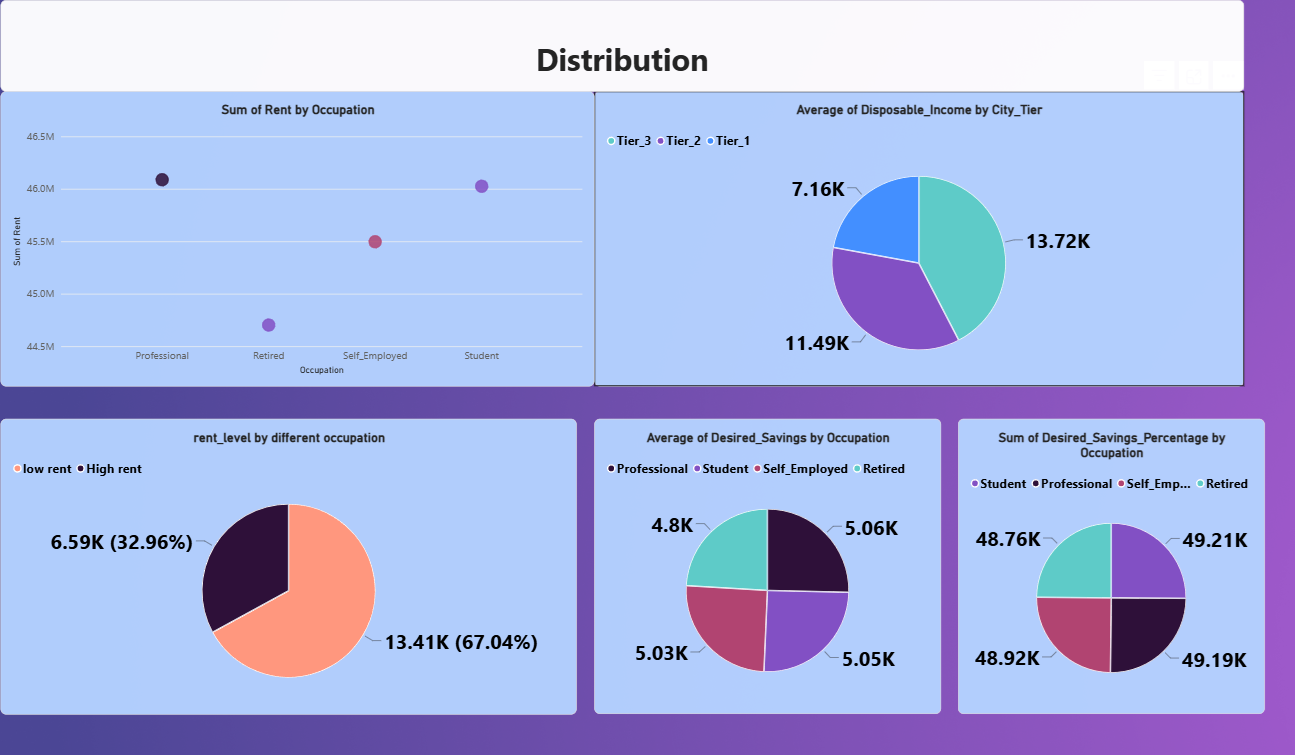 Distribution
Sum of Rent by Occupation
46.5M
46.0M
45.5M
45.0M
44.5M
Sum of Rent
Professional Retired Self_Employed Student
Occupation
Average of Disposable_Income by City_Tier
Tier_3 Tier_2 Tier_1
7.16K
13.72K
11.49K
rent_level by different occupation
low rent High rent
6.59K (32.96%)
13.41K (67.04%)
Average of Desired_Savings by Occupation
Professional Student Self_Employed Retired
4.8K
5.06K
5.03K
5.05K
Sum of Desired_Savings_Percentage by
Occupation
Student Professional Self_Emp... Retired
48.76K
49.21K
48.92K
49.19K